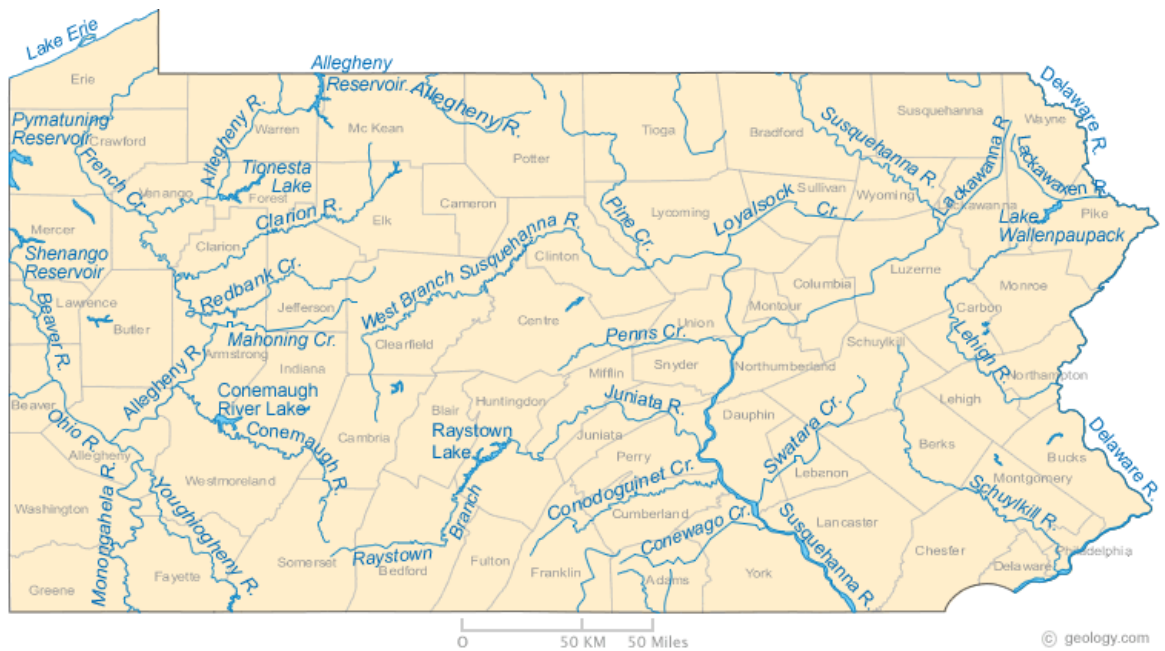 Lake Erie
Erie
Allegheny
Reservoir
Allegheny R.
Delaware R.
Pymatuning
Reservoir
Crawford
Allegheny R.
Warren
Mc Kean
Potter
Tioga
Bradford
Susquehanna R.
Susquehanna
Wayne
French Cr.
Venango
Tionesta
Lake
Forest
Elk
Cameron
Clarion R.
Pine Cr.
Lycoming
Loyalsock
Cr.
Sullivan
Wyoming
Lackawanna R
Lackawanna
Lackawaxen R.
Pike
Lake
Wallenpaupack
Mercer
Shenango
Reservoir
Clarion
Redbank Cr.
Jefferson
West Branch Susquehanna R.
Clinton
Luzerne
Columbia
Montour
Monroe
Carbon
Lawrence
Beaver R.
Butler
Mahoning Cr.
Armstrong
Indiana
Clearfield
Centre
Penns Cr.
Union
Snyder
Mifflin
Northumberland
Schuylkill
Lehigh R.
Northampton
Allegheny R.
Beaver
Ohio R.
Allegheny
Conemaugh
River Lake
Conemaugh R.
Cambria
Blair
Huntingdon
Raystown
Lake
Juniata R.
Juniata
Perry
Dauphin
Swatara Cr.
Lebanon
Berks
Lehigh
Bucks
Delaware R.
Montgomery
Schuylkill R.
Westmoreland
Washington
Monongahela R.
Youghiogheny R.
Greene
Fayette
Somerset
Raystown
Branch
Bedford
Fulton
Franklin
Conodoguinet Cr.
Cumberland
Conewago Cr.
Adams
York
Susquehanna R.
Lancaster
Chester
Delaware
Philadelphia
0 50 KM 50 Miles
© geology.com